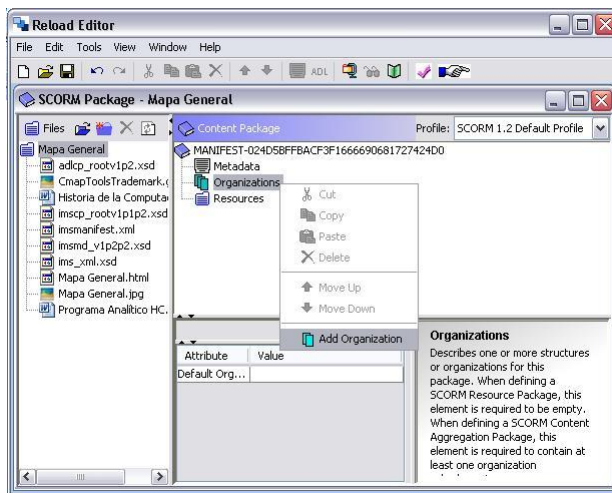 Reload Editor
File Edit Tools View Window Help
ADL
SCORM Package - Mapa General
Files
Content Package
Profile: SCORM 1.2 Default Profile
Mapa General
adlcp_rootv1p2.xsd
CmapToolsTrademark.
Historia de la Computa
imscp_rootv1p1p2.xsd
imsmanifest.xml
imsmd_v1p2p2.xsd
ims_xml.xsd
Mapa General.html
Mapa General.jpg
Programa Analítico HC.
MANIFEST-024D5BFFBACF3F1666690681727424D0
Metadata
Organizations
Resources
Cut
Copy
Paste
Delete
Move Up
Move Down
Add Organization
Attribute Value
Default Org...
Organizations
Describes one or more structures
or organizations for this
package. When defining a
SCORM Resource Package, this
element is required to be empty.
When defining a SCORM Content
Aggregation Package, this
element is required to contain at
least one organization